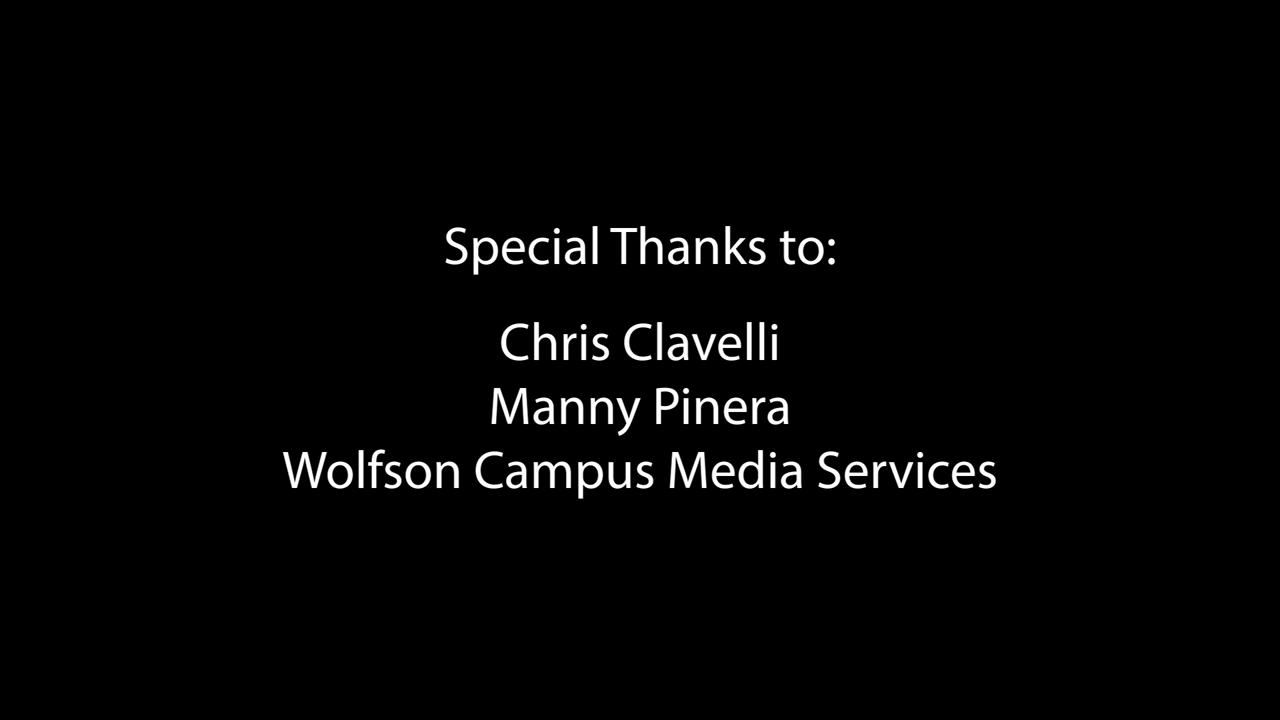 Special Thanks to:
Chris Clavelli
Manny Pinera
Wolfson Campus Media Services